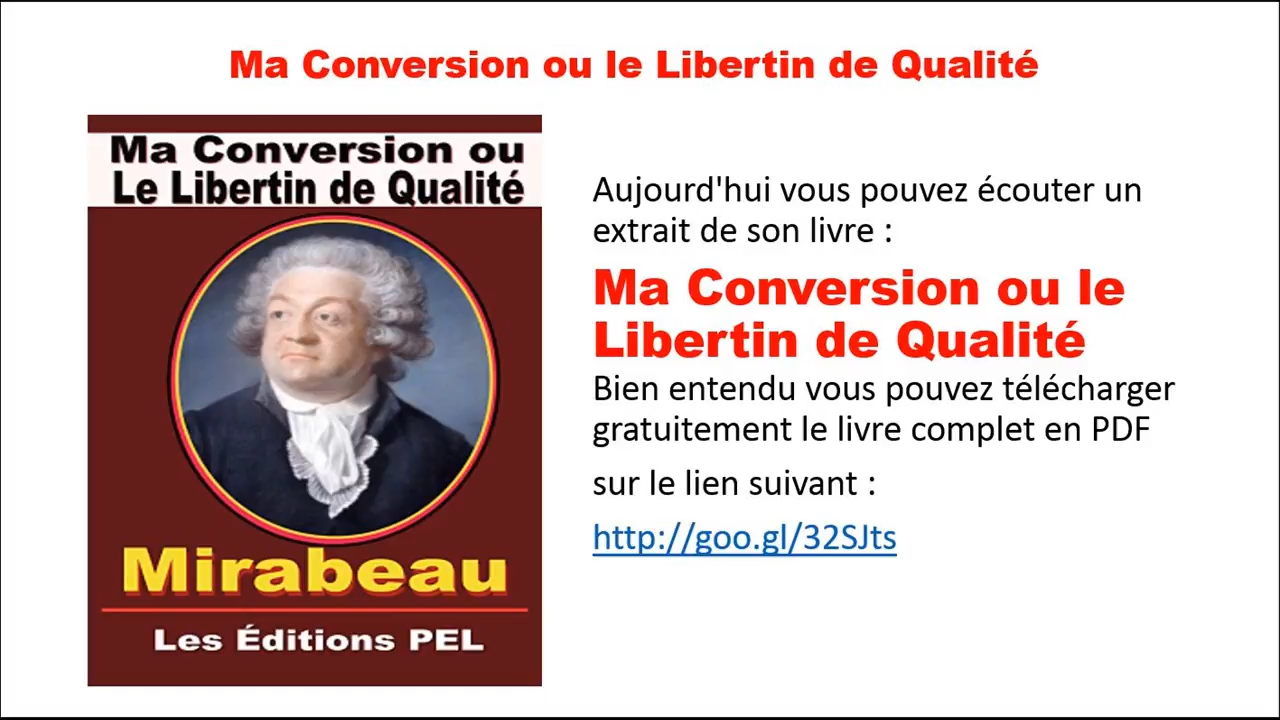 Ma Conversion ou le Libertin de Qualité
Ma Conversion ou
Le Libertin de Qualité
Mirabeau
Les Éditions PEL
Aujourd'hui vous pouvez écouter un
extrait de son livre :
Ma Conversion ou le
Libertin de Qualité
Bien entendu vous pouvez télécharger
gratuitement le livre complet en PDF
sur le lien suivant :
http://goo.gl/32SJts